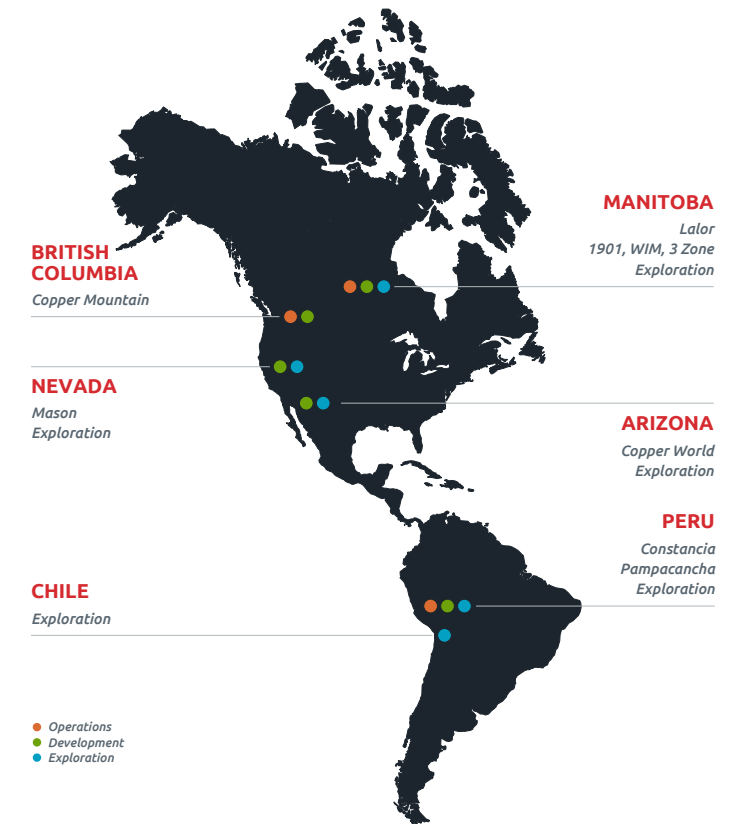 MANITOBA
Lalor
1901, WIM, 3 Zone
Exploration
BRITISH
COLUMBIA
Copper Mountain
NEVADA
Mason
Exploration
ARIZONA
Copper World
Exploration
PERU
Constancia
Pampacancha
Exploration
CHILE
Exploration
Operations
Development
Exploration